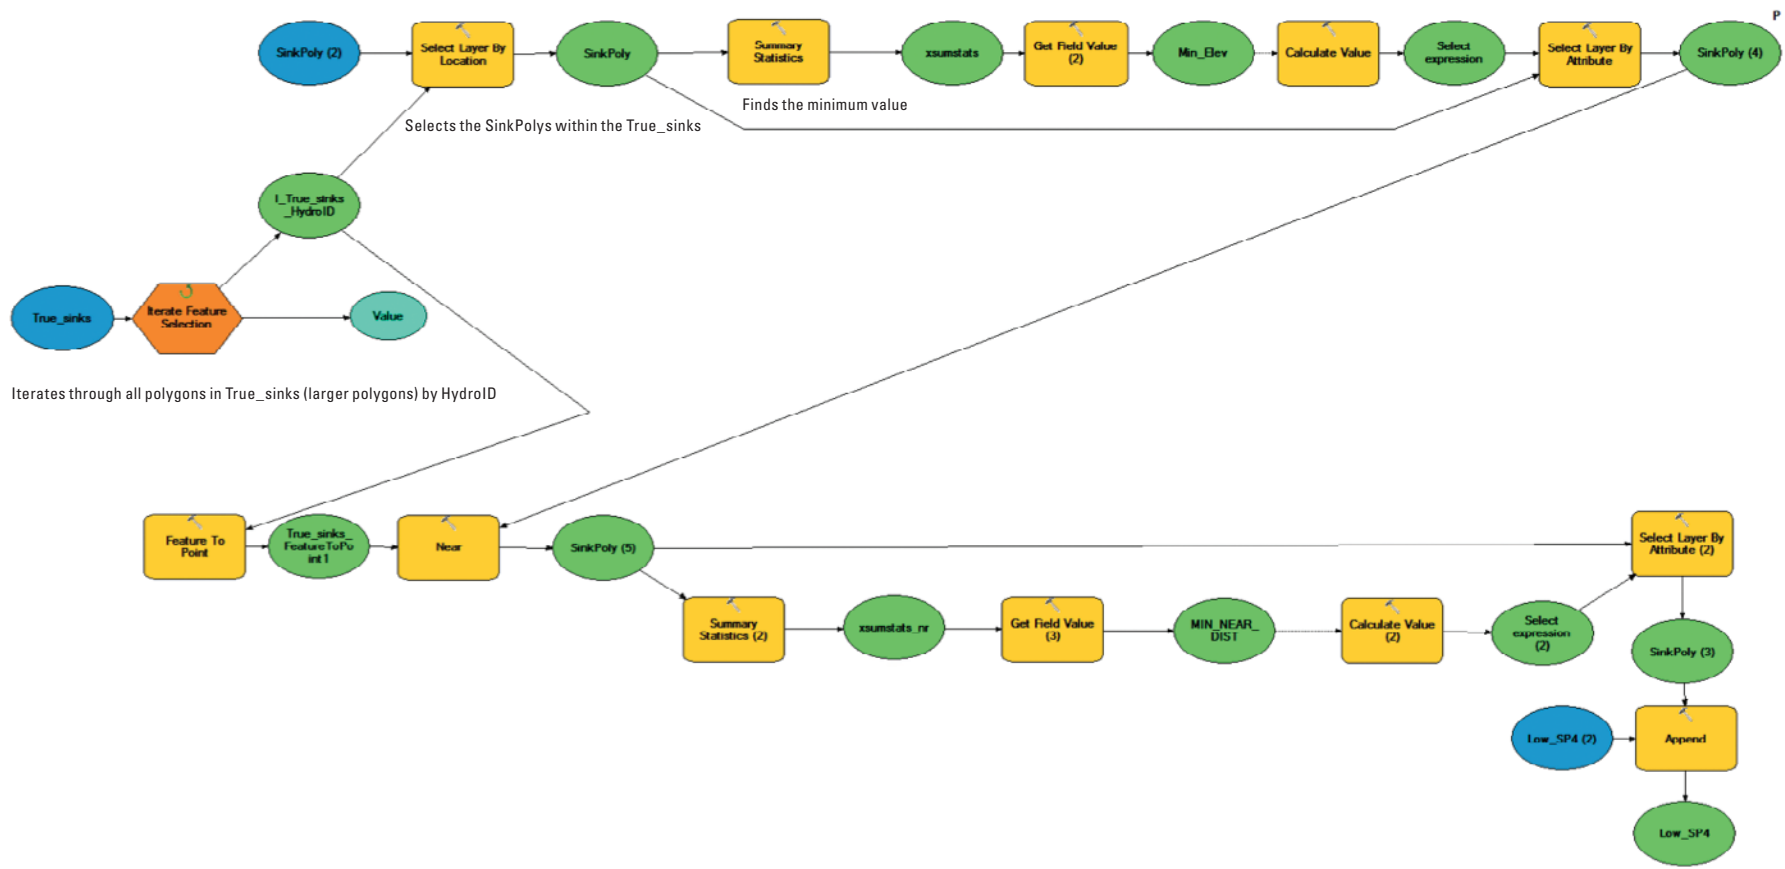 P
SinkPoly (2)
Select Layer By
Location
SinkPoly
Summary
Statistics
xsumstats
Get Field Value
(2)
Min_Elev
Calculate Value
Select
expression
Select Layer By
Attribute
SinkPoly (4)
Finds the minimum value
Selects the SinkPolys within the True_sinks
I_True_sinks
_HydroID
True_sinks
Iterate Feature
Selection
Value
Iterates through all polygons in True_sinks (larger polygons) by HydroID
Feature To
Point
True_sinks_
FeatureToPo
int1
Near
SinkPoly (5)
Select Layer By
Attribute (2)
Summary
Statistics (2)
xsumstats_nr
Get Field Value
(3)
MIN_NEAR_
DIST
Calculate Value
(2)
Select
expression
(2)
SinkPoly (3)
Low_SP4 (2)
Append
Low_SP4